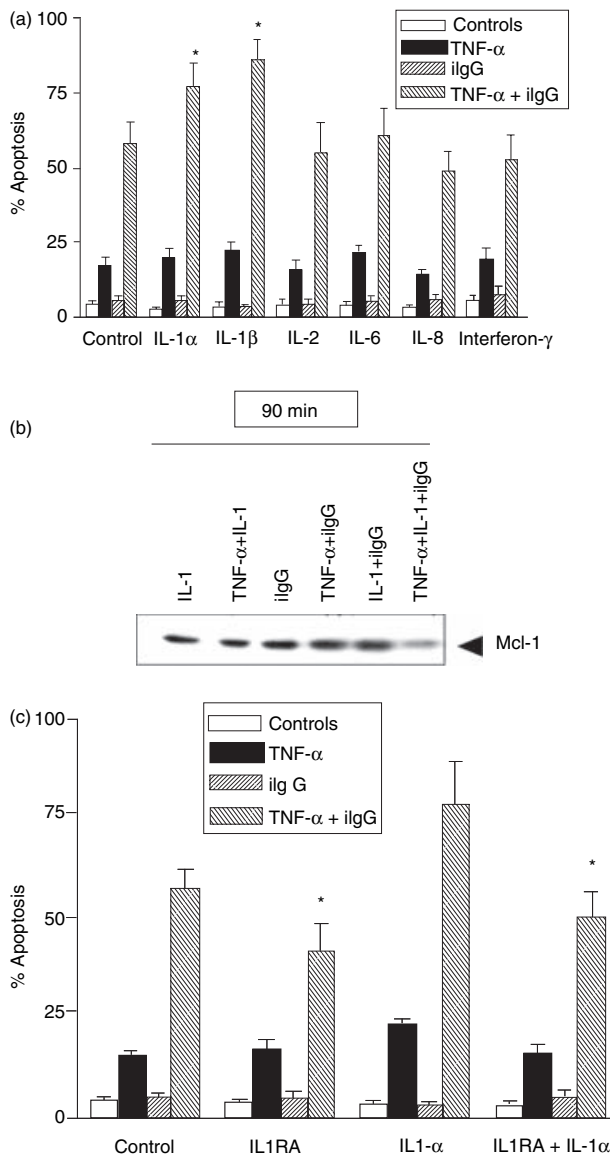 (a)
100
75
50
25
0
% Apoptosis
* *
Controls
TNF-α
iIgG
TNF-α + iIgG
Control IL-1α IL-1β IL-2 IL-6 IL-8 Interferon-γ
(b)
90 min
IL-1
TNF-α+IL-1
iIgG
TNF-α+iIgG
IL-1+iIgG
TNF-α+IL-1+iIgG
Mcl-1
(c)
100
75
50
25
0
% Apoptosis
Controls
TNF-α
iIg G
TNF-α + iIgG
* *
Control IL1RA IL1-α IL1RA + IL-1α